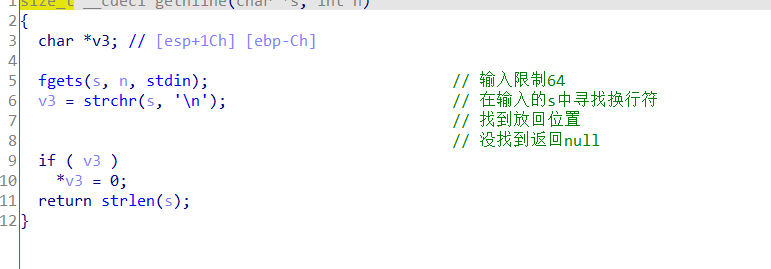 1 size_t __cdecl getnline(char *s, int n)
2 {
3 char *v3; // [esp+1Ch] [ebp-Ch]
4
5 fgets(s, n, stdin); // 输入限制64
6 v3 = strchr(s, '\n'); // 在输入的s中寻找换行符
7 // 找到放回位置
8 // 没找到返回null
9 if ( v3 )
10 *v3 = 0;
11 return strlen(s);
12 }